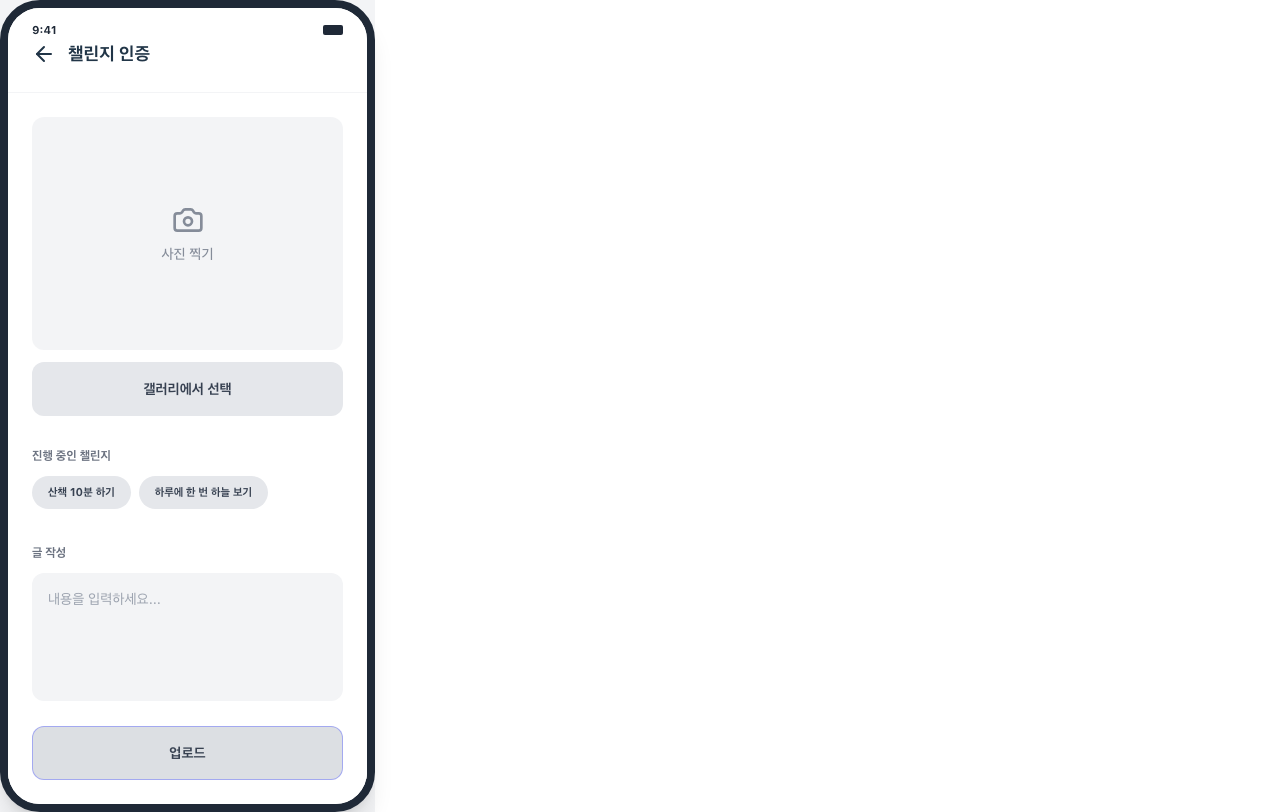 9:41
챌린지 인증
사진 찍기
갤러리에서 선택
진행 중인 챌린지
산책 10분 하기
하루에 한 번 하늘 보기
글 작성
내용을 입력하세요...
업로드